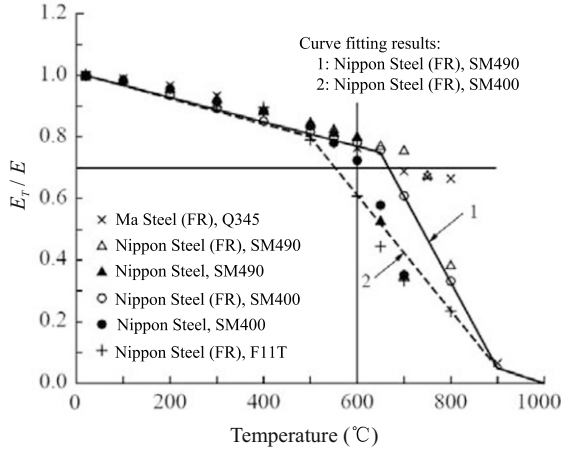 Curve fitting results:
1: Nippon Steel (FR), SM490
2: Nippon Steel (FR), SM400
E_T / E
1.2
1.0
0.8
0.6
0.4
0.2
0.0
× Ma Steel (FR), Q345
△ Nippon Steel (FR), SM490
▲ Nippon Steel, SM490
○ Nippon Steel (FR), SM400
● Nippon Steel, SM400
+ Nippon Steel (FR), F11T
1
2
0 200 400 600 800 1000
Temperature (℃)